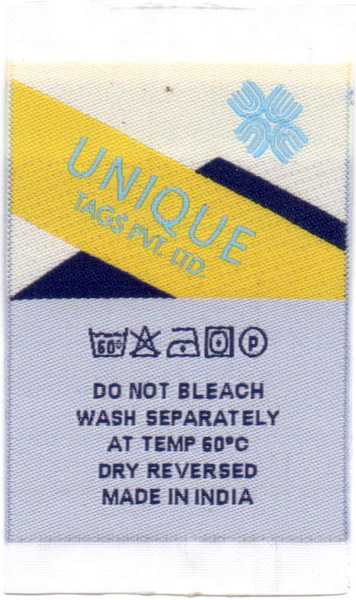 UNIQUE
TAGS PVT. LTD.
60°
P
DO NOT BLEACH
WASH SEPARATELY
AT TEMP 60°C
DRY REVERSED
MADE IN INDIA